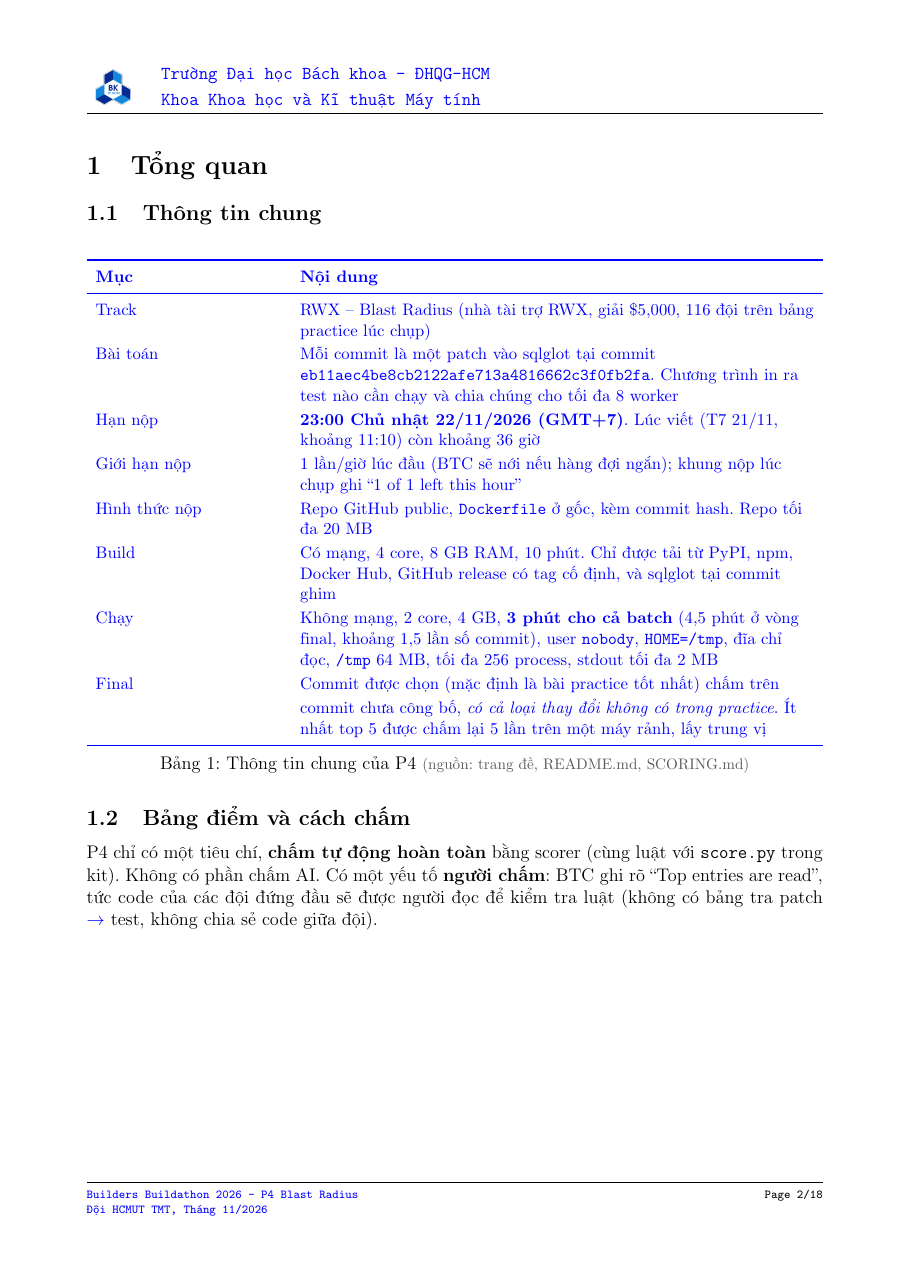 BK
Trường Đại học Bách khoa - ĐHQG-HCM
Khoa Khoa học và Kĩ thuật Máy tính
1 Tổng quan
1.1 Thông tin chung
Mục Nội dung
Track RWX – Blast Radius (nhà tài trợ RWX, giải $5,000, 116 đội trên bảng
practice lúc chụp)
Bài toán Mỗi commit là một patch vào sqlglot tại commit
eb11aec4be8cb2122afe713a4816662c3f0fb2fa. Chương trình in ra
test nào cần chạy và chia chúng cho tối đa 8 worker
Hạn nộp 23:00 Chủ nhật 22/11/2026 (GMT+7). Lúc viết (T7 21/11,
khoảng 11:10) còn khoảng 36 giờ
Giới hạn nộp 1 lần/giờ lúc đầu (BTC sẽ nới nếu hàng đợi ngắn); khung nộp lúc
chụp ghi “1 of 1 left this hour”
Hình thức nộp Repo GitHub public, Dockerfile ở gốc, kèm commit hash. Repo tối
đa 20 MB
Build Có mạng, 4 core, 8 GB RAM, 10 phút. Chỉ được tải từ PyPI, npm,
Docker Hub, GitHub release có tag cố định, và sqlglot tại commit
ghim
Chạy Không mạng, 2 core, 4 GB, 3 phút cho cả batch (4,5 phút ở vòng
final, khoảng 1,5 lần số commit), user nobody, HOME=/tmp, đĩa chỉ
đọc, /tmp 64 MB, tối đa 256 process, stdout tối đa 2 MB
Final Commit được chọn (mặc định là bài practice tốt nhất) chấm trên
commit chưa công bố, có cả loại thay đổi không có trong practice. Ít
nhất top 5 được chấm lại 5 lần trên một máy rảnh, lấy trung vị
Bảng 1: Thông tin chung của P4 (nguồn: trang đề, README.md, SCORING.md)
1.2 Bảng điểm và cách chấm
P4 chỉ có một tiêu chí, chấm tự động hoàn toàn bằng scorer (cùng luật với score.py trong
kit). Không có phần chấm AI. Có một yếu tố người chấm: BTC ghi rõ “Top entries are read”,
tức code của các đội đứng đầu sẽ được người đọc để kiểm tra luật (không có bảng tra patch
→ test, không chia sẻ code giữa đội).
Builders Buildathon 2026 - P4 Blast Radius Page 2/18
Đội HCMUT TMT, Tháng 11/2026